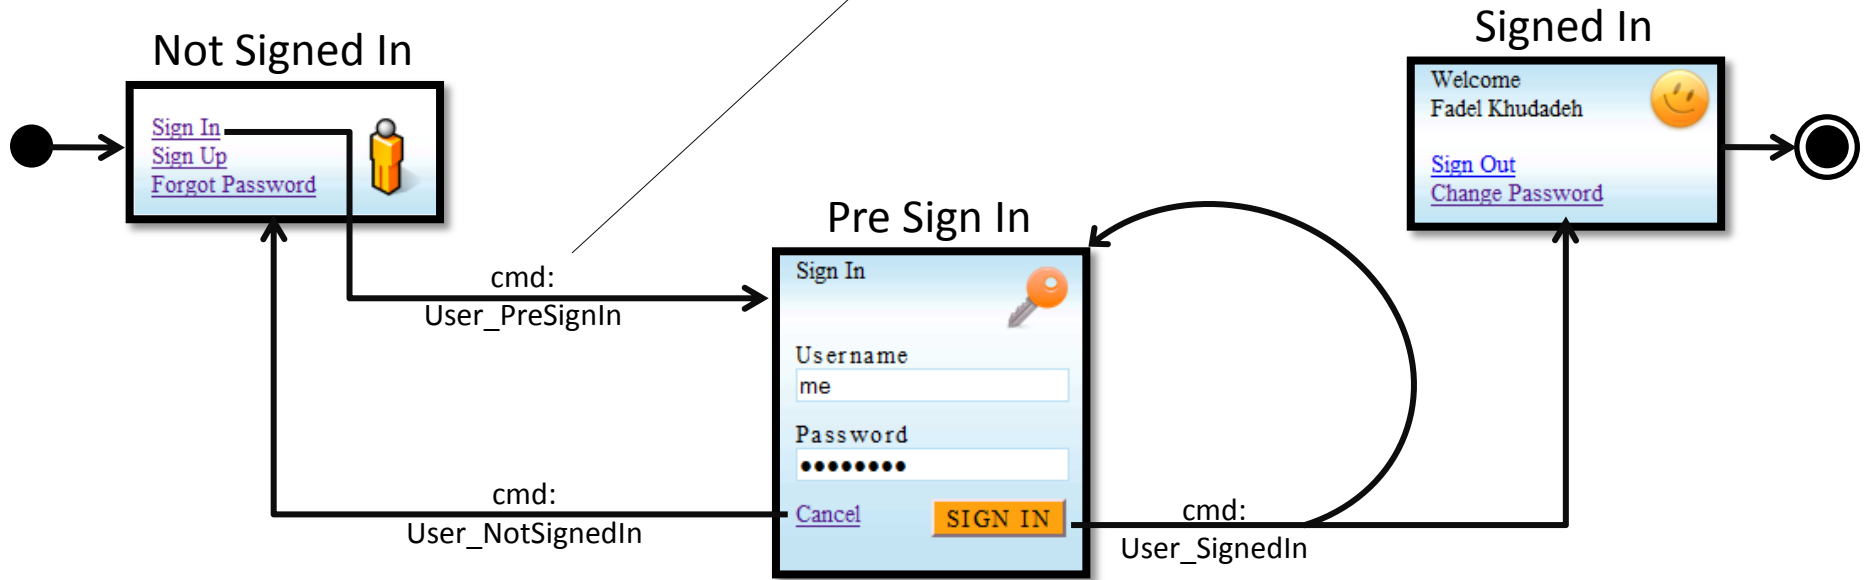 Not Signed In
Sign In
Sign Up
Forgot Password
cmd:
User_PreSignIn
cmd:
User_NotSignedIn
Pre Sign In
Sign In
Username
me
Password
••••••••
Cancel
SIGN IN
cmd:
User_SignedIn
Signed In
Welcome
Fadel Khudadeh
Sign Out
Change Password